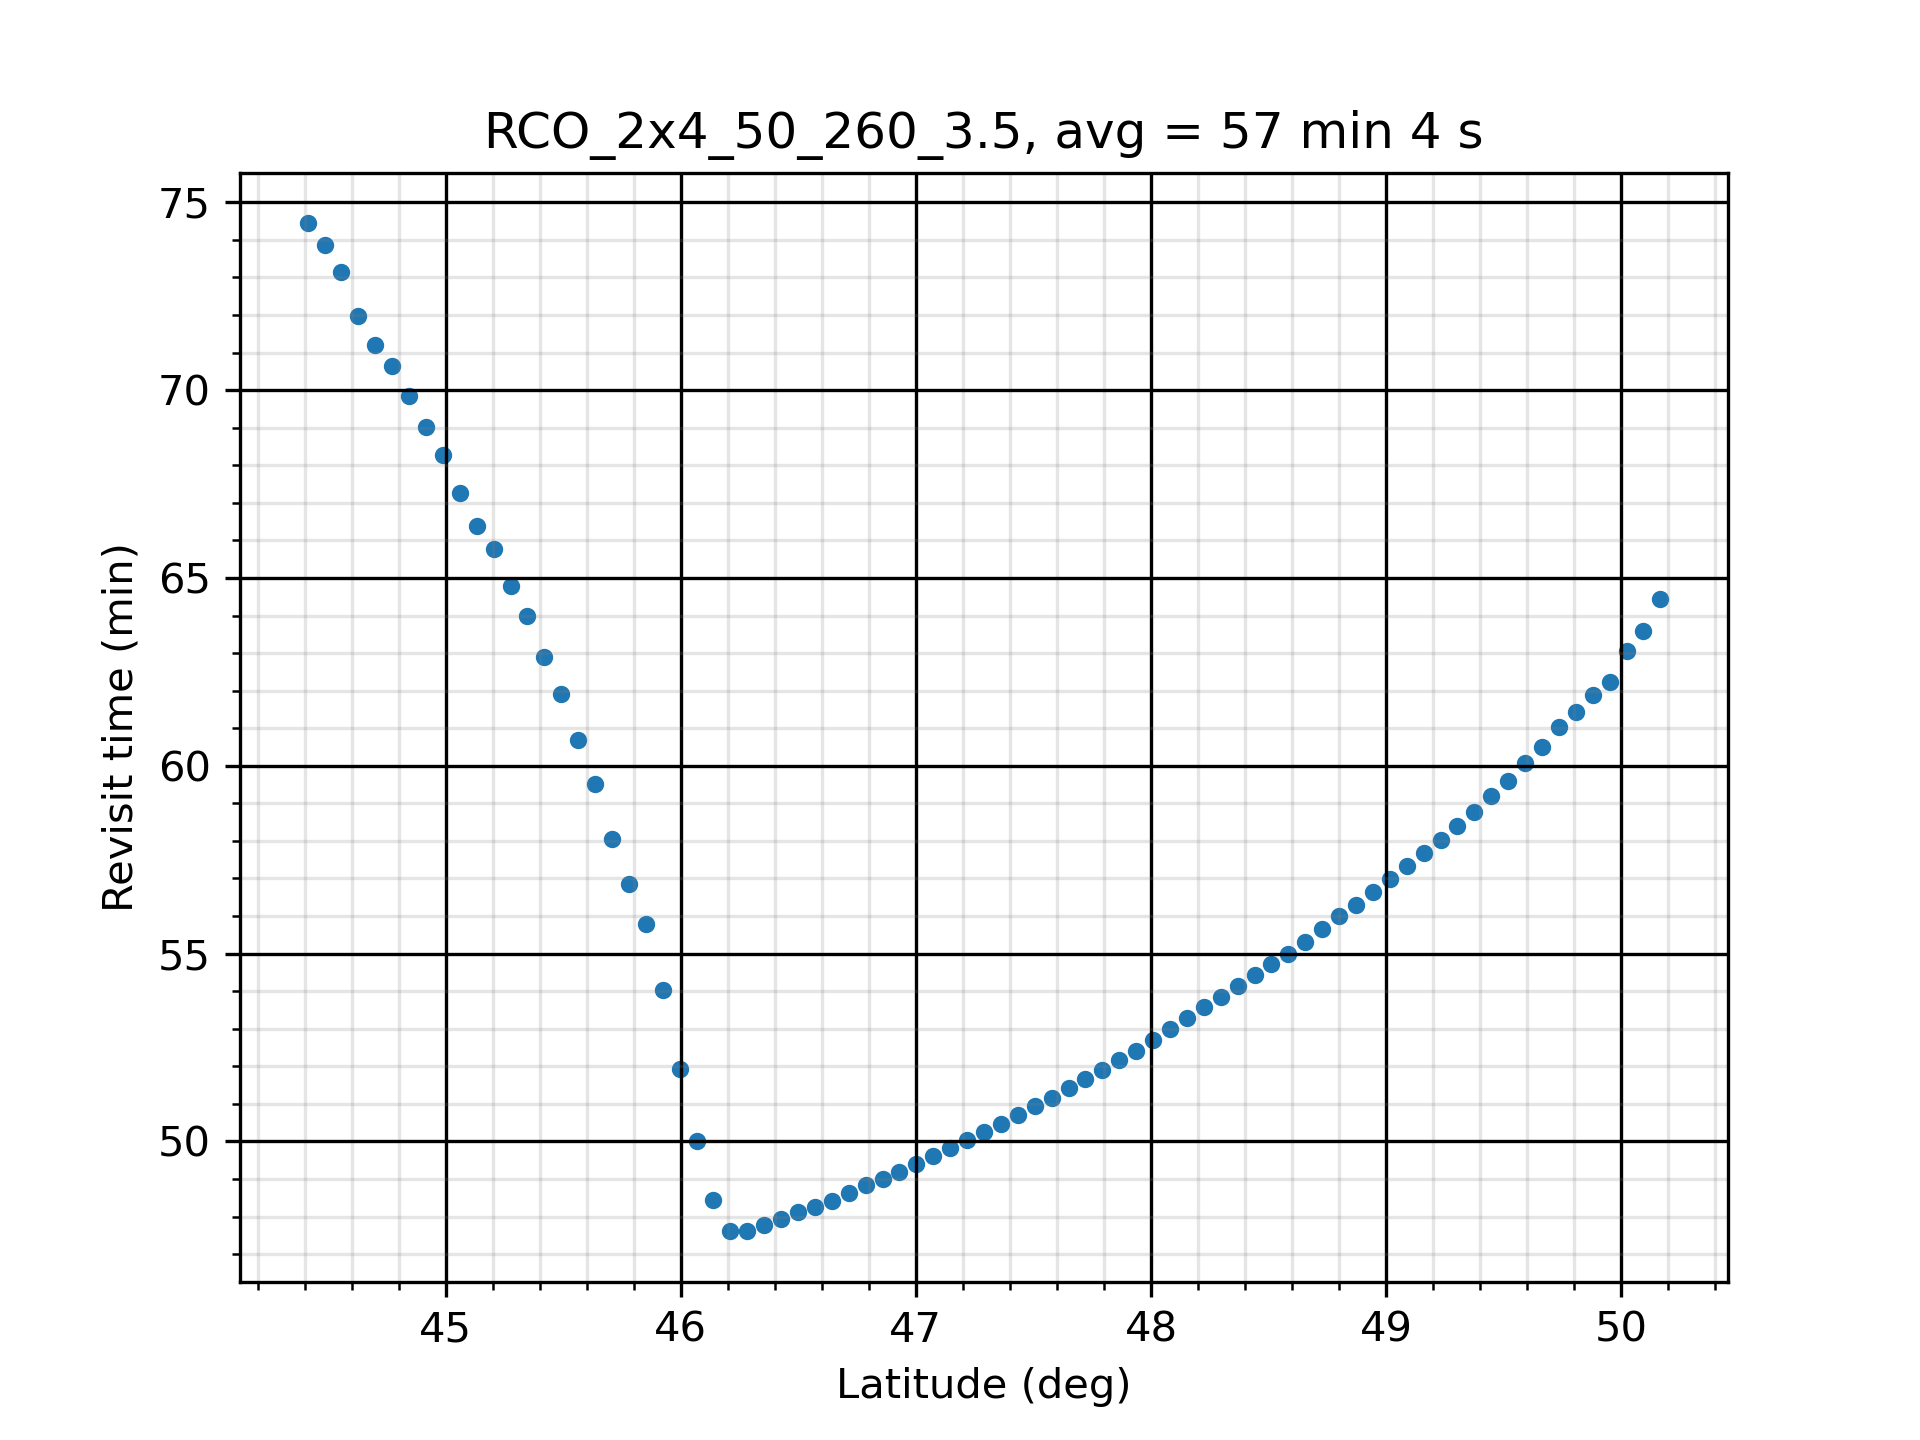 RCO_2x4_50_260_3.5, avg = 57 min 4 s
75
70
65
60
55
50
Revisit time (min)
45 46 47 48 49 50
Latitude (deg)